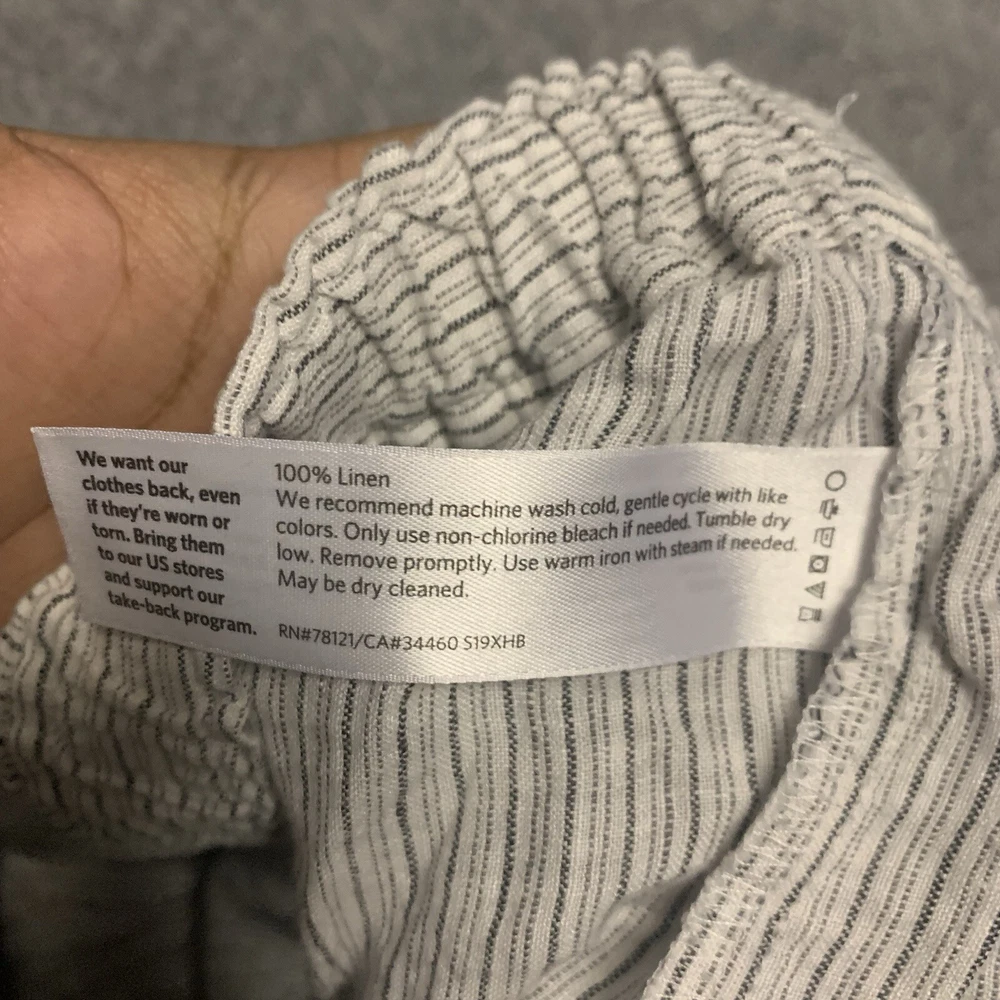 We want our
clothes back, even
if they're worn or
torn. Bring them
to our US stores
and support our
take-back program.
100% Linen
We recommend machine wash cold, gentle cycle with like
colors. Only use non-chlorine bleach if needed. Tumble dry
low. Remove promptly. Use warm iron with steam if needed.
May be dry cleaned.
RN#78121/CA#34460 S19XHB